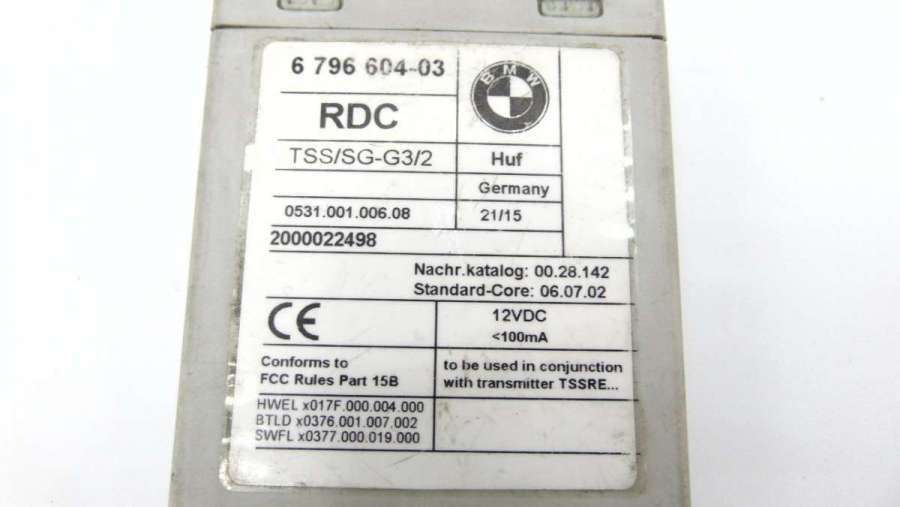 6 796 604-03
BMW
RDC
TSS/SG-G3/2
Huf
Germany
0531.001.006.08
21/15
2000022498
Nachr.katalog: 00.28.142
Standard-Core: 06.07.02
CE
12VDC
<100mA
Conforms to
FCC Rules Part 15B
to be used in conjunction
with transmitter TSSRE...
HWEL x017F.000.004.000
BTLD x0376.001.007.002
SWFL x0377.000.019.000